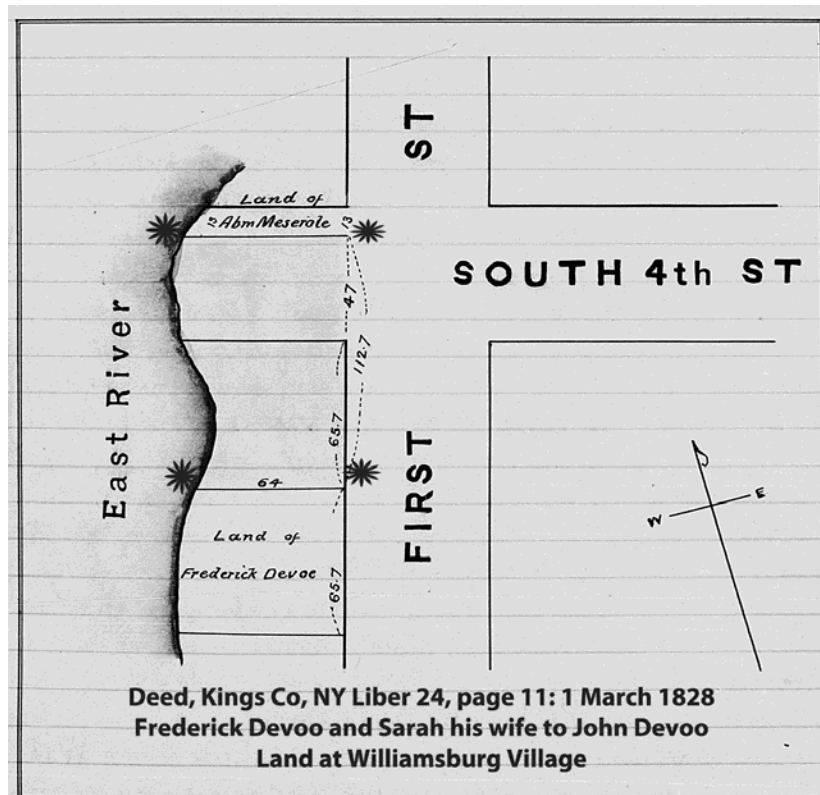 ST
Land of
Abm Meserole
13
SOUTH 4th ST
47
112.7
East River
65.7
64
FIRST
Land of
Frederick Devoe
65.7
W E
Deed, Kings Co, NY Liber 24, page 11: 1 March 1828
Frederick Devoo and Sarah his wife to John Devoo
Land at Williamsburg Village